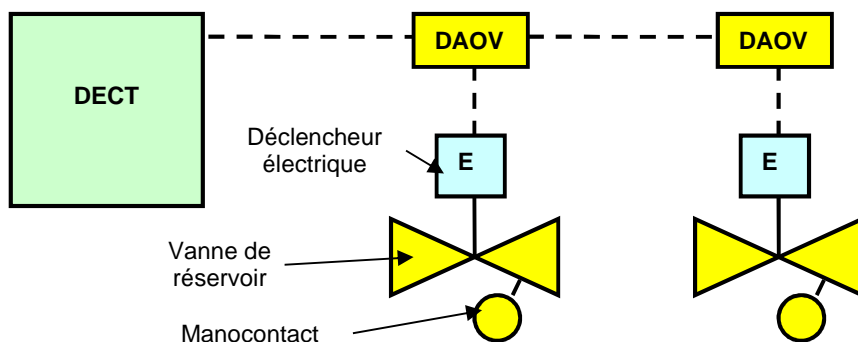 DECT
DAOV
DAOV
Déclencheur
électrique
E
E
Vanne de
réservoir
Manocontact